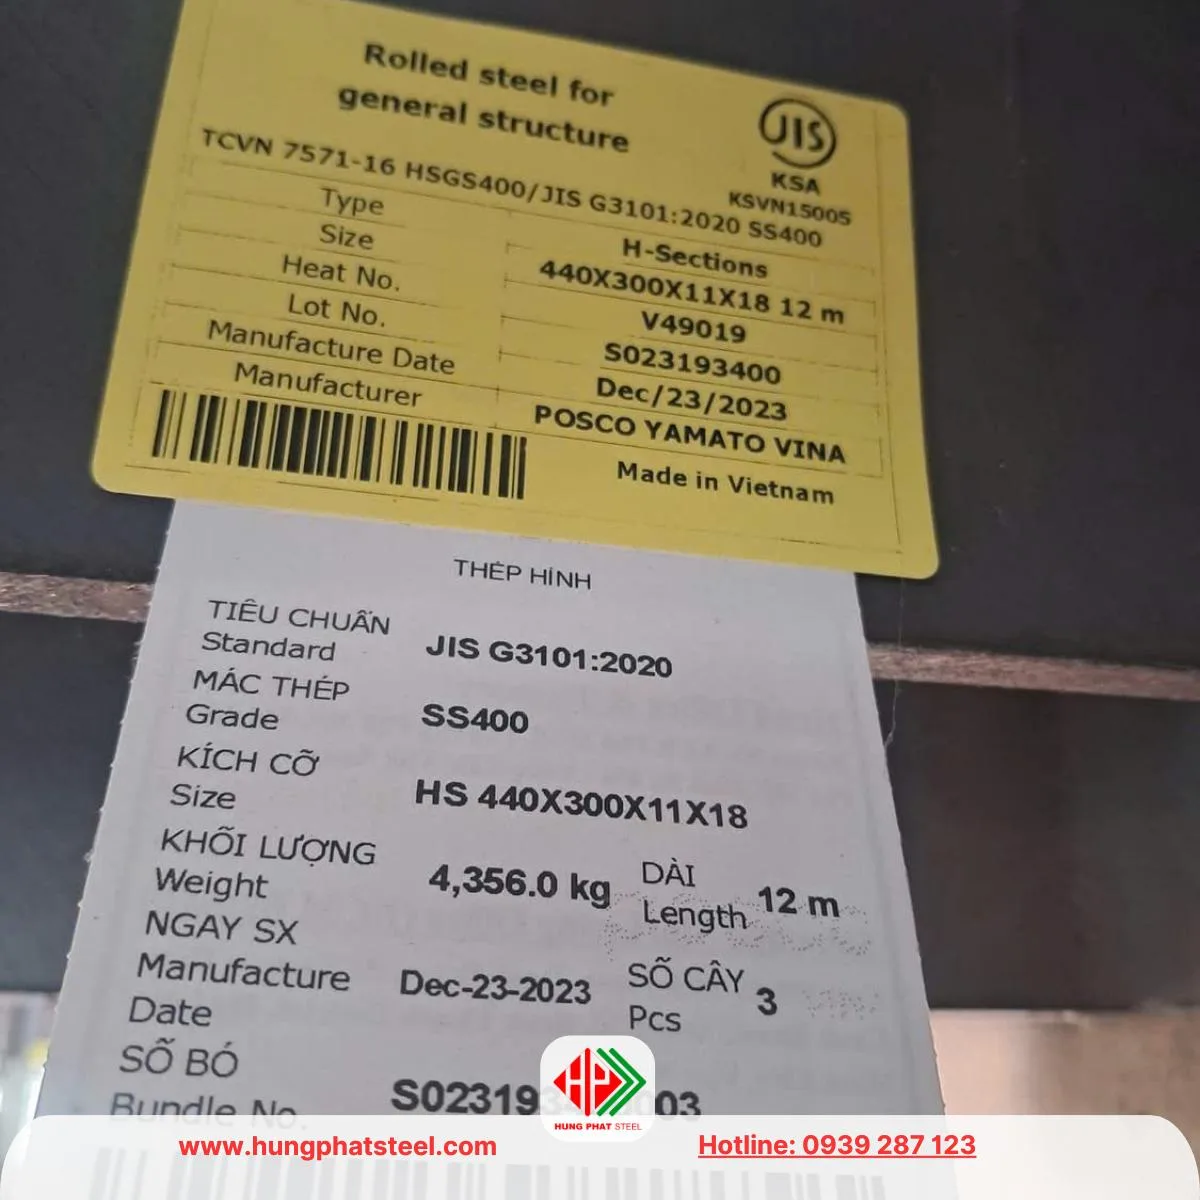 Rolled steel for
general structure
JIS
KSA
KSVN15005
TCVN 7571-16 HSGS400/JIS G3101:2020 SS400
Type H-Sections
Size 440X300X11X18 12 m
Heat No. V49019
Lot No. S023193400
Manufacture Date Dec/23/2023
Manufacturer POSCO YAMATO VINA
Made in Vietnam
THÉP HÌNH
TIÊU CHUẨN
Standard JIS G3101:2020
MÁC THÉP
Grade SS400
KÍCH CỠ
Size HS 440X300X11X18
KHỐI LƯỢNG
Weight 4,356.0 kg
DÀI
Length 12 m
NGAY SX
Manufacture
Date Dec-23-2023
SỐ CÂY
Pcs 3
SỐ BÓ
Bundle No.
HUNG PHAT STEEL
www.hungphatsteel.com
Hotline: 0939 287 123